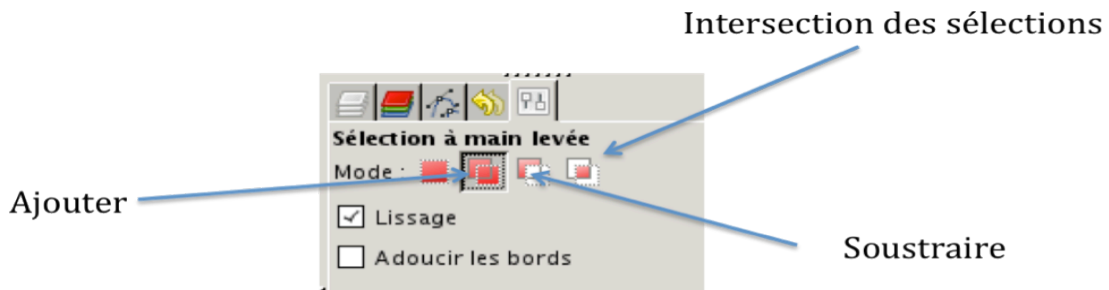 Intersection des sélections
Sélection à main levée
Mode :
Ajouter
Lissage
Soustraire
Adoucir les bords